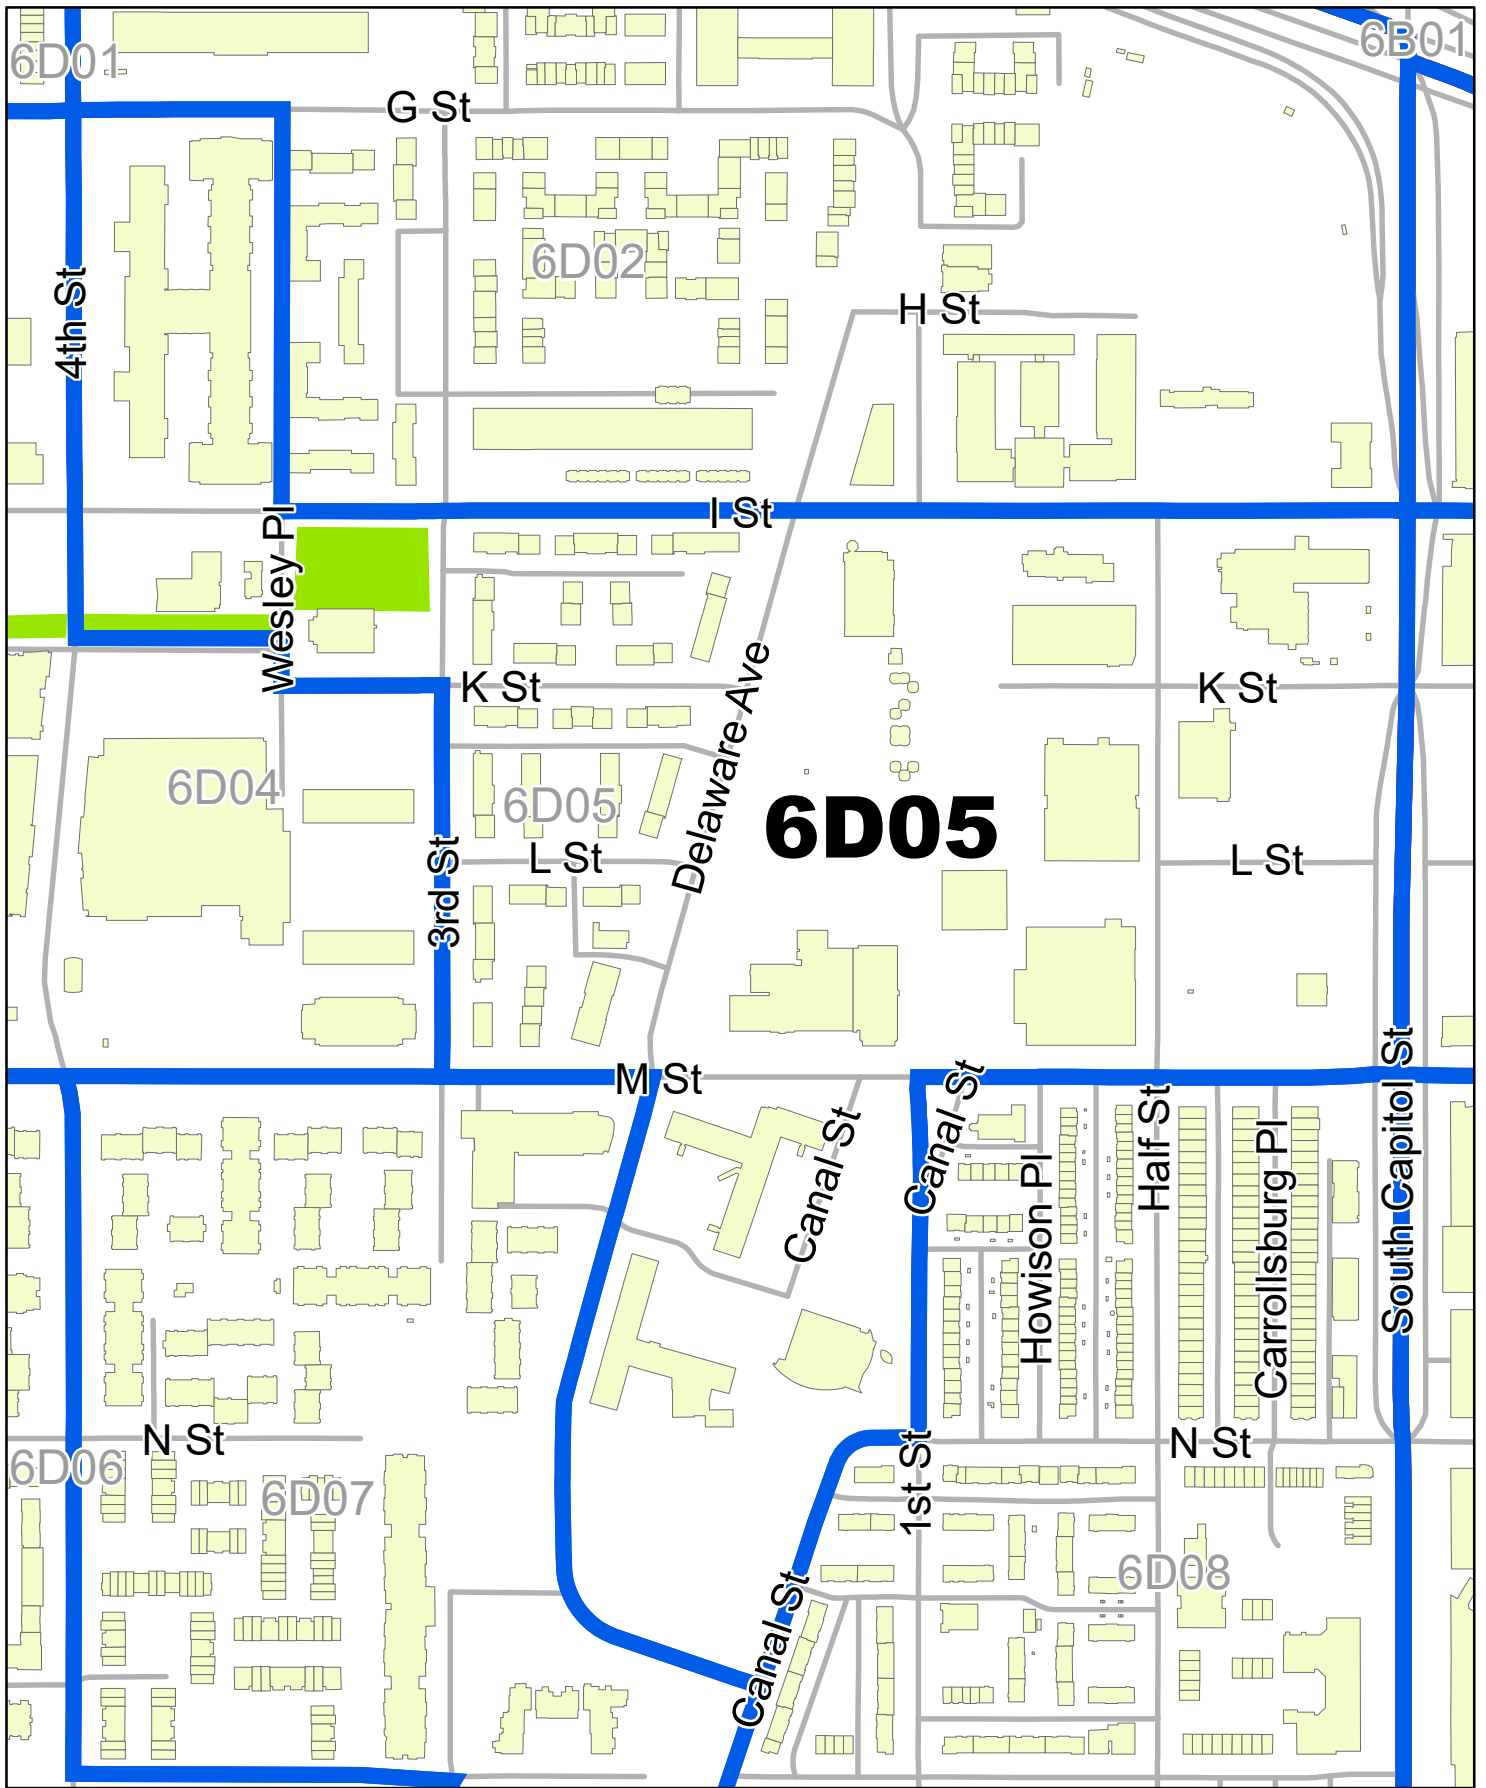 6D01
6B01
G St
6D02
4th St
H St
I St
Wesley Pl
K St
K St
Delaware Ave
6D04
6D05
6D05
L St
L St
3rd St
M St
Canal St
Canal St
Howison Pl
Half St
Carrollsburg Pl
South Capitol St
N St
N St
6D06
6D07
1st St
6D08
Canal St